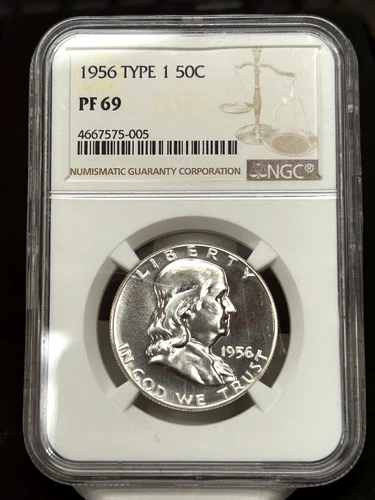 1956 TYPE 1 50C
PF 69
4667575-005
NUMISMATIC GUARANTY CORPORATION
NGC®
LIBERTY
1956
IN GOD WE TRUST